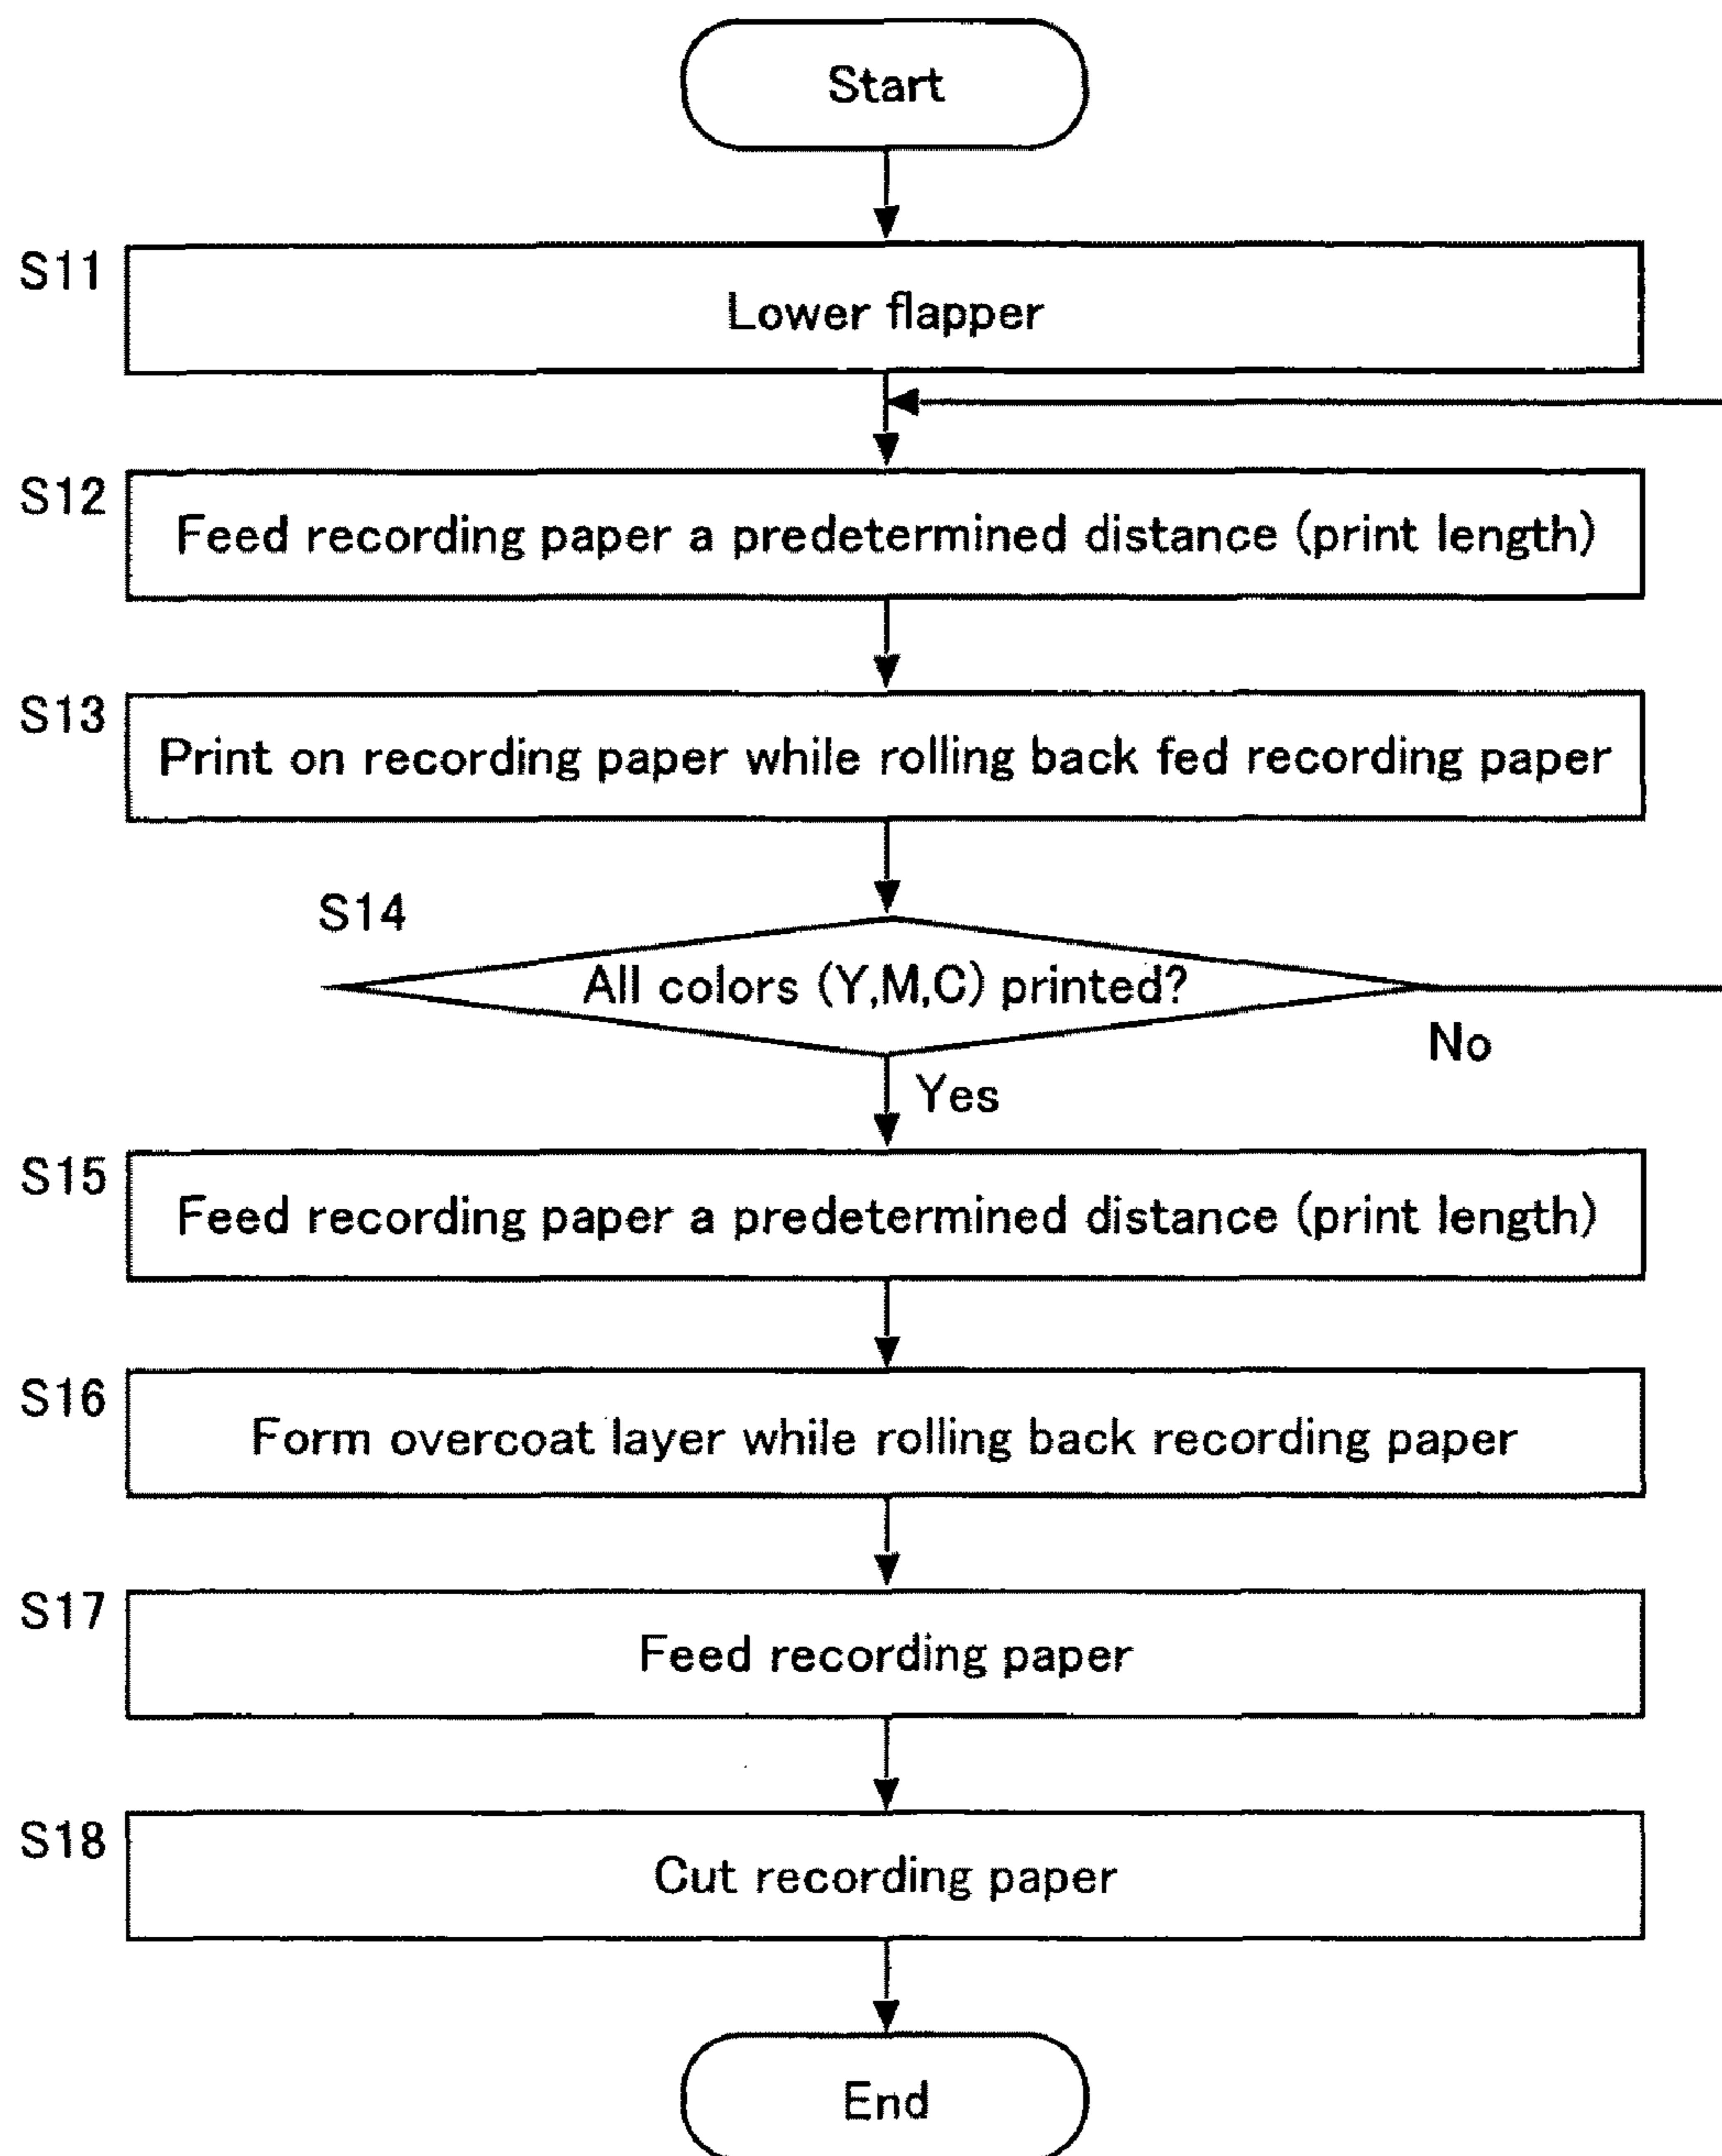 Start
S11
Lower flapper
S12
Feed recording paper a predetermined distance (print length)
S13
Print on recording paper while rolling back fed recording paper
S14
All colors (Y,M,C) printed?
No
Yes
S15
Feed recording paper a predetermined distance (print length)
S16
Form overcoat layer while rolling back recording paper
S17
Feed recording paper
S18
Cut recording paper
End